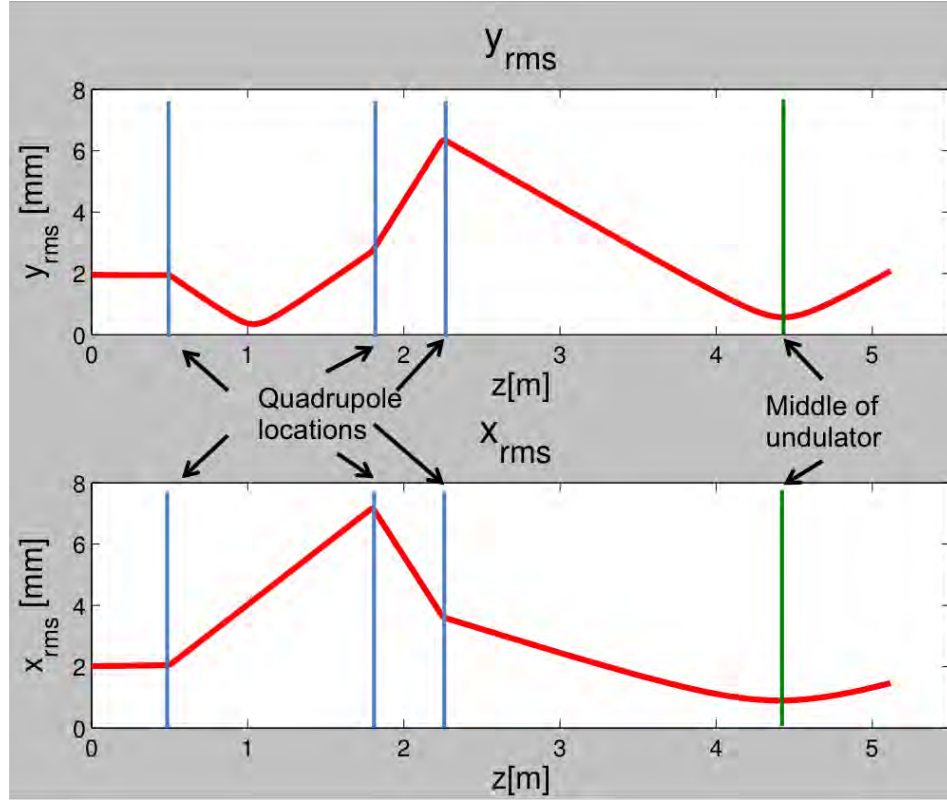 y_rms
8
6
4
2
0
y_rms [mm]
0 1 2 3 4 5
z[m]
Quadrupole
locations
Middle of
undulator
x_rms
8
6
4
2
0
x_rms [mm]
0 1 2 3 4 5
z[m]